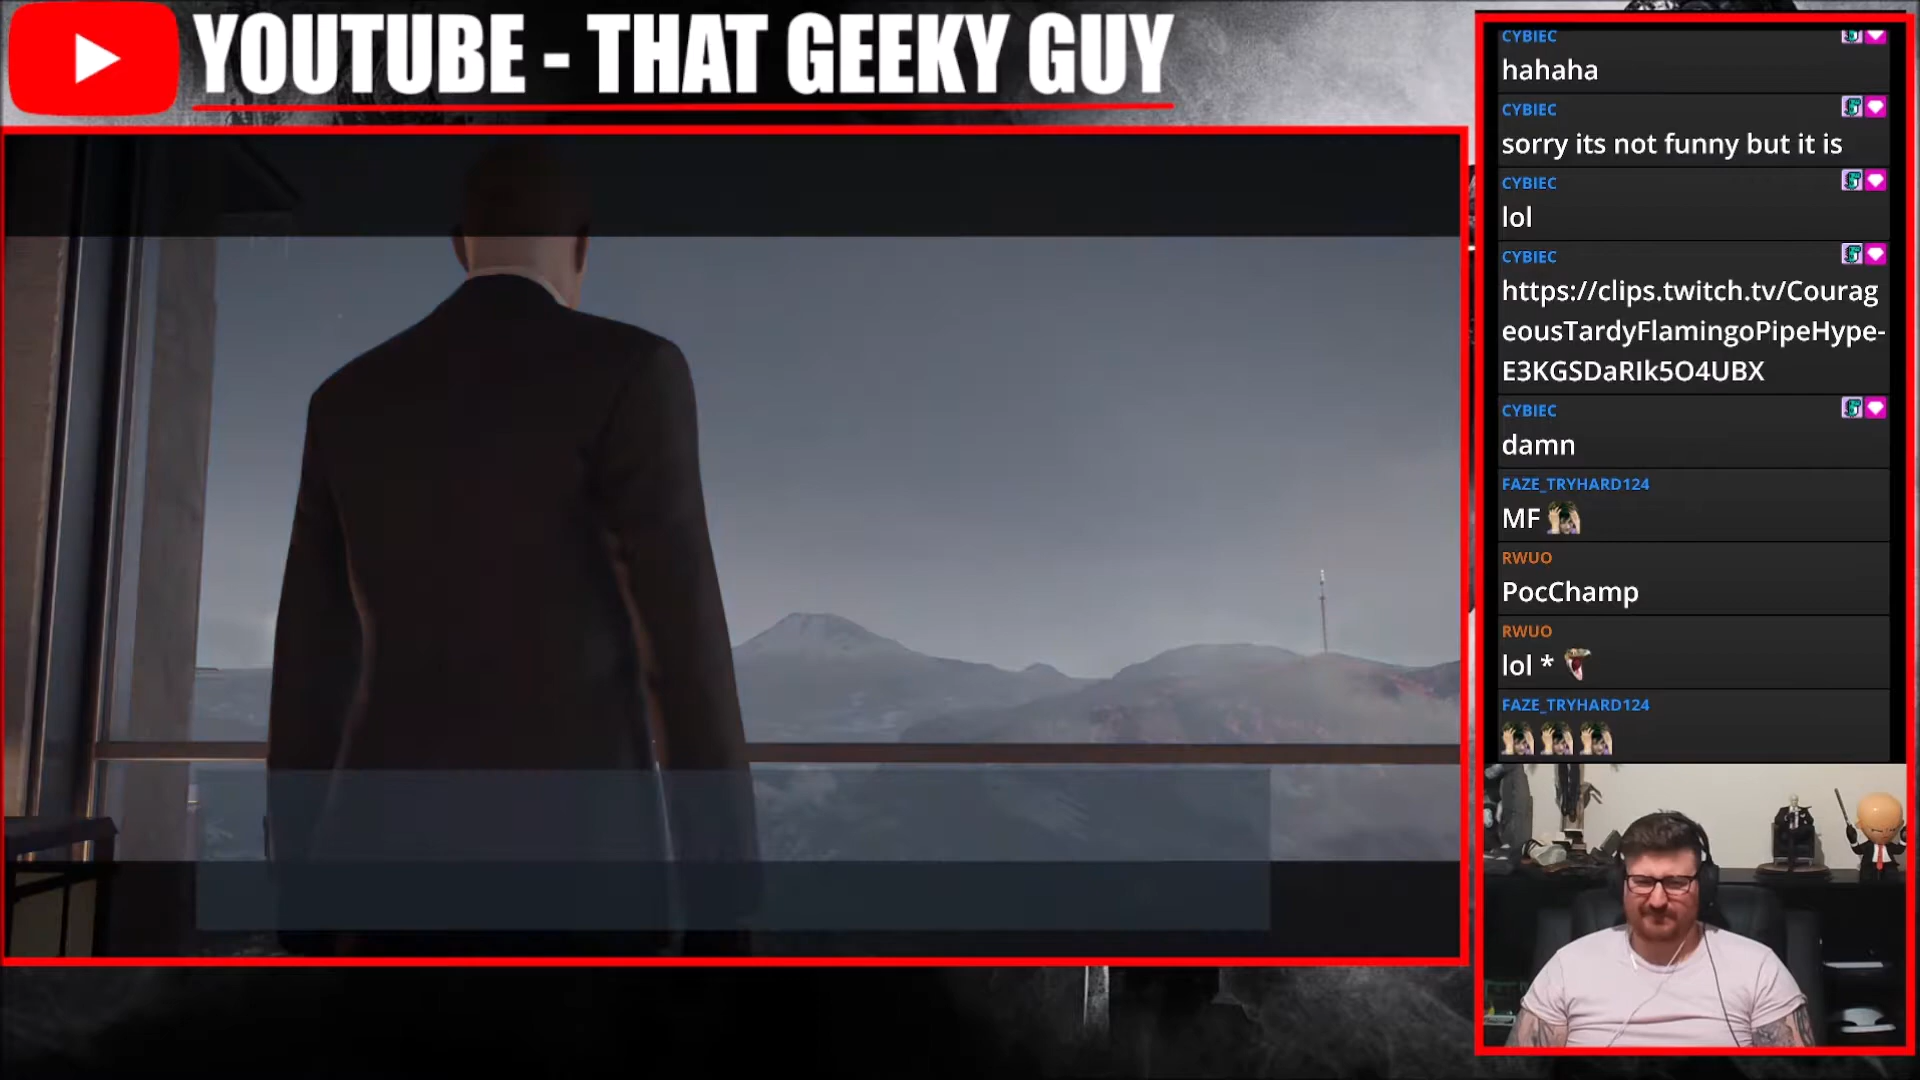 YOUTUBE - THAT GEEKY GUY
CYBIEC
hahaha
CYBIEC
sorry its not funny but it is
CYBIEC
lol
CYBIEC
https://clips.twitch.tv/Courag
eousTardyFlamingoPipeHype-
E3KGSDaRIk5O4UBX
CYBIEC
damn
FAZE_TRYHARD124
MF
RWUO
PocChamp
RWUO
lol *
FAZE_TRYHARD124